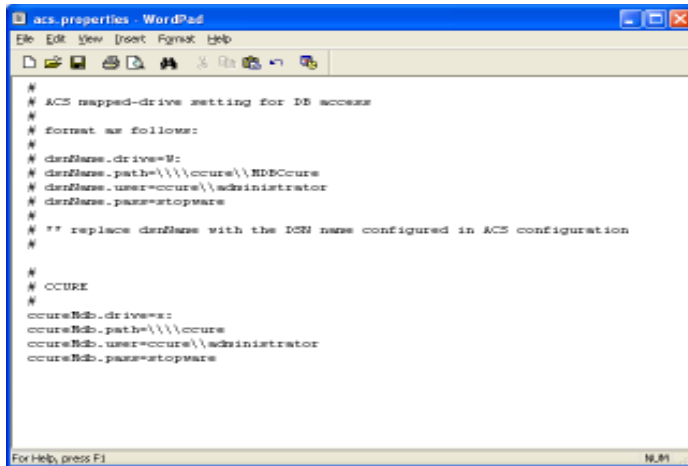 acs.properties - WordPad
File Edit View Insert Format Help
#
# ACS mapped-drive setting for DB access
#
# format as follows:
#
# dsnName.drive=W:
# dsnName.path=\\\\ccure\\MDBCcure
# dsnName.user=ccure\\administrator
# dsnName.pass=stopware
#
# ** replace dsnName with the DSN name configured in ACS configuration
#
#
# CCURE
#
ccureMdb.drive=x:
ccureMdb.path=\\\\ccure
ccureMdb.user=ccure\\administrator
ccureMdb.pass=stopware
For Help, press F1
NUM